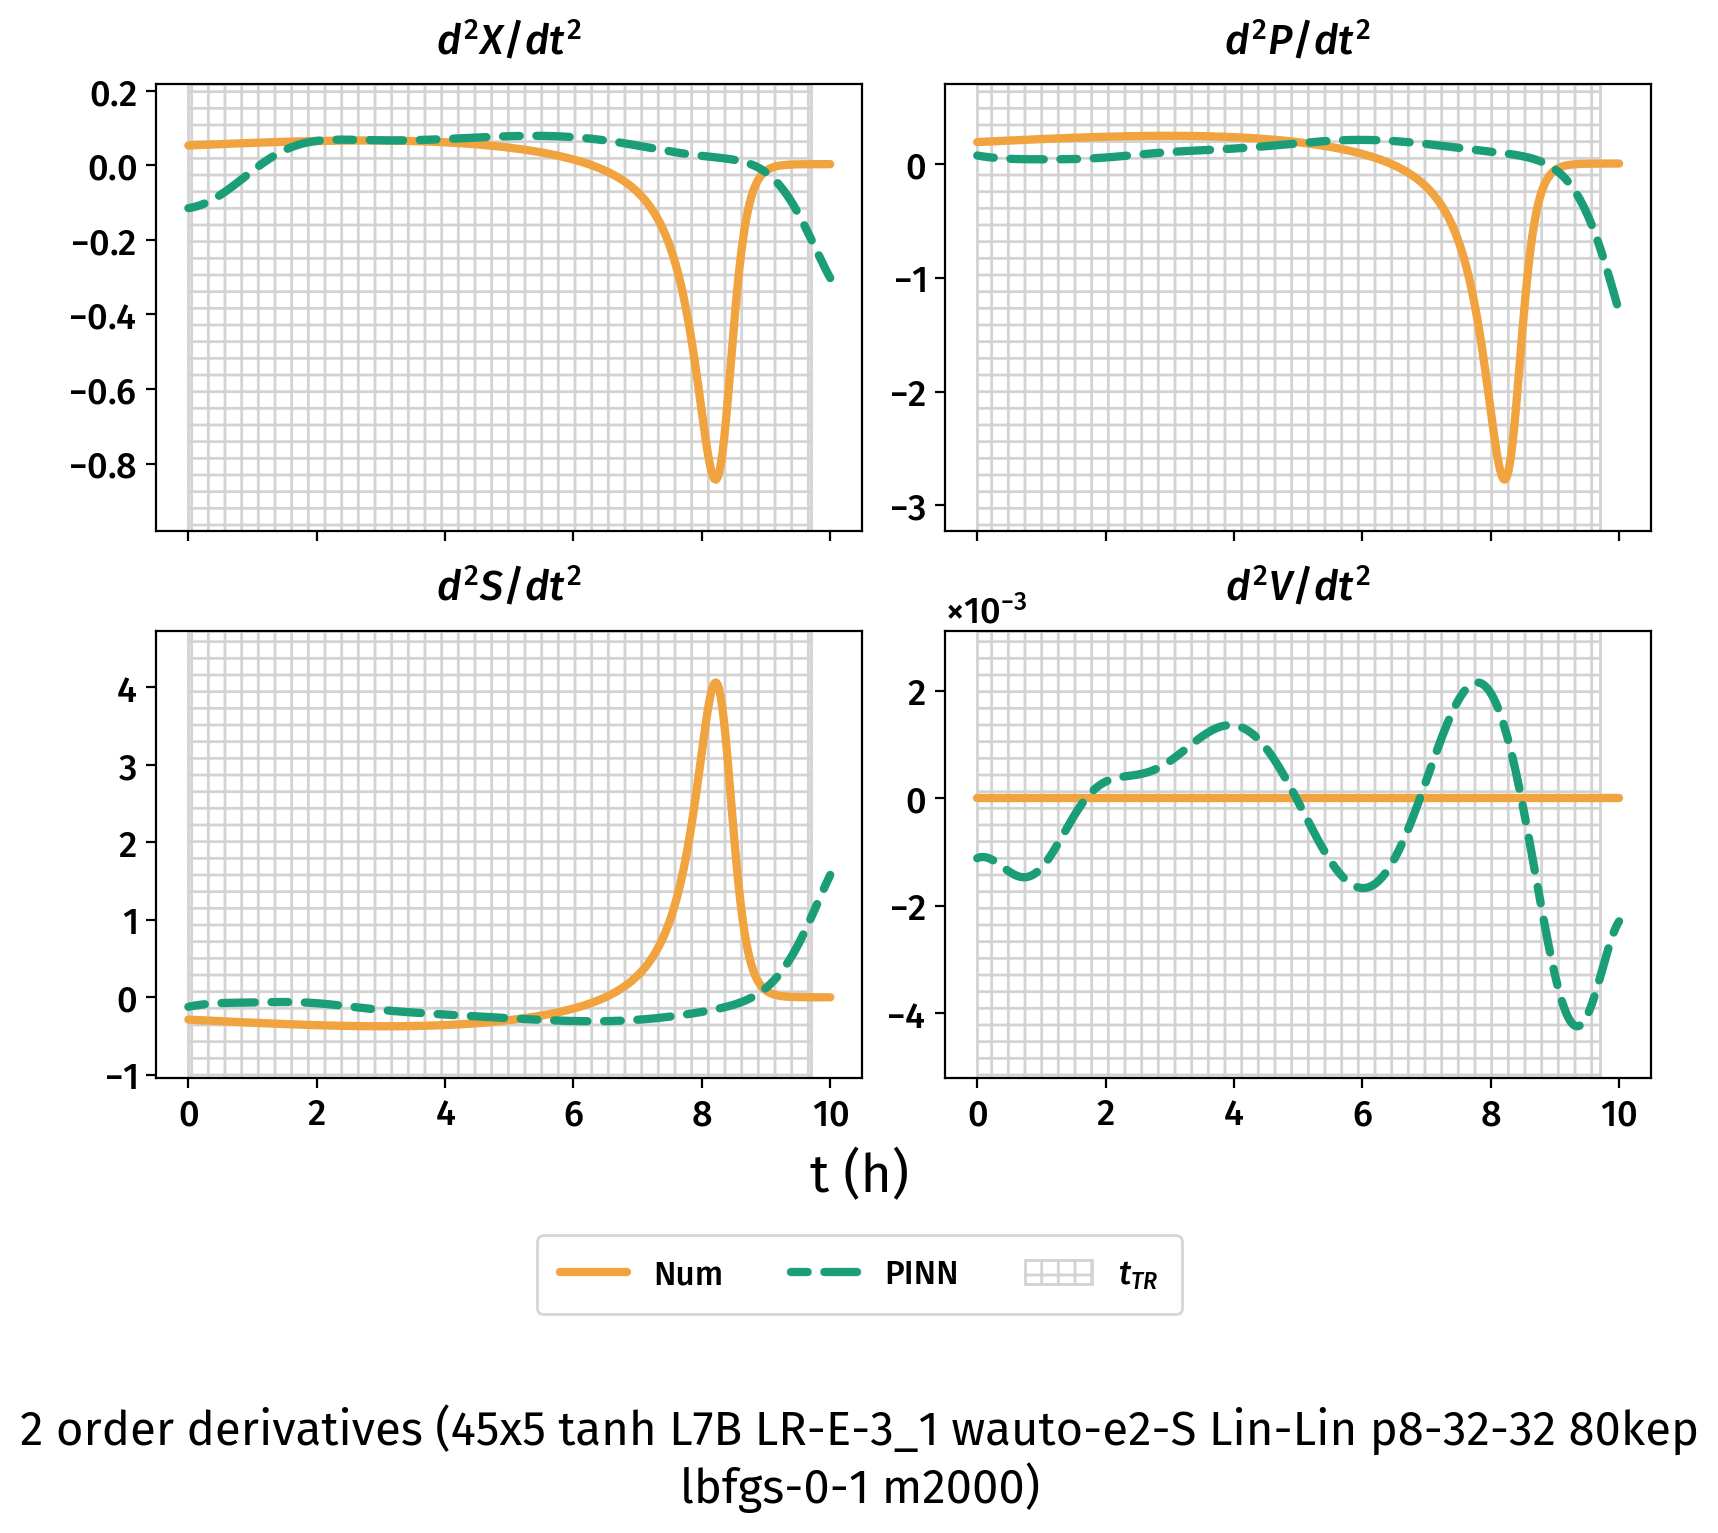 d²X/dt²
0.2
0.0
−0.2
−0.4
−0.6
−0.8
d²P/dt²
0
−1
−2
−3
d²S/dt²
4
3
2
1
0
−1
0 2 4 6 8 10
d²V/dt²
×10⁻³
2
0
−2
−4
0 2 4 6 8 10
t (h)
Num PINN t_TR
2 order derivatives (45x5 tanh L7B LR-E-3_1 wauto-e2-S Lin-Lin p8-32-32 80kep
lbfgs-0-1 m2000)